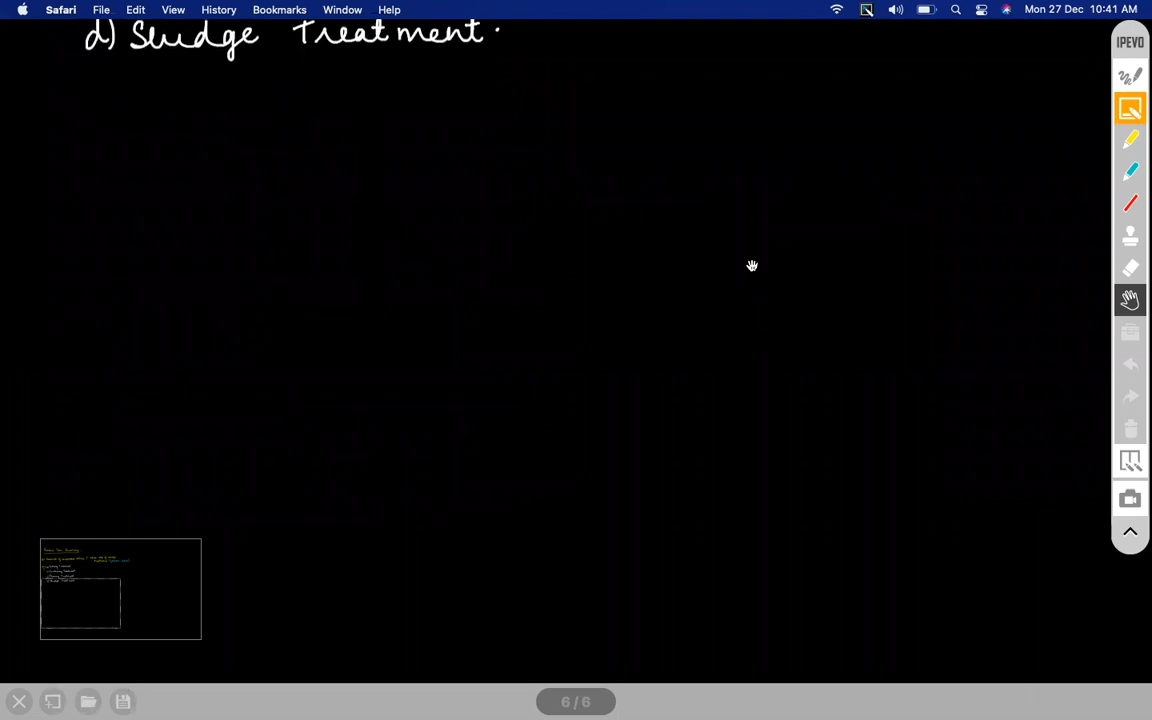 Safari File Edit View History Bookmarks Window Help Mon 27 Dec 10:41 AM
d) Sludge Treatment.
IPEVO
6 / 6